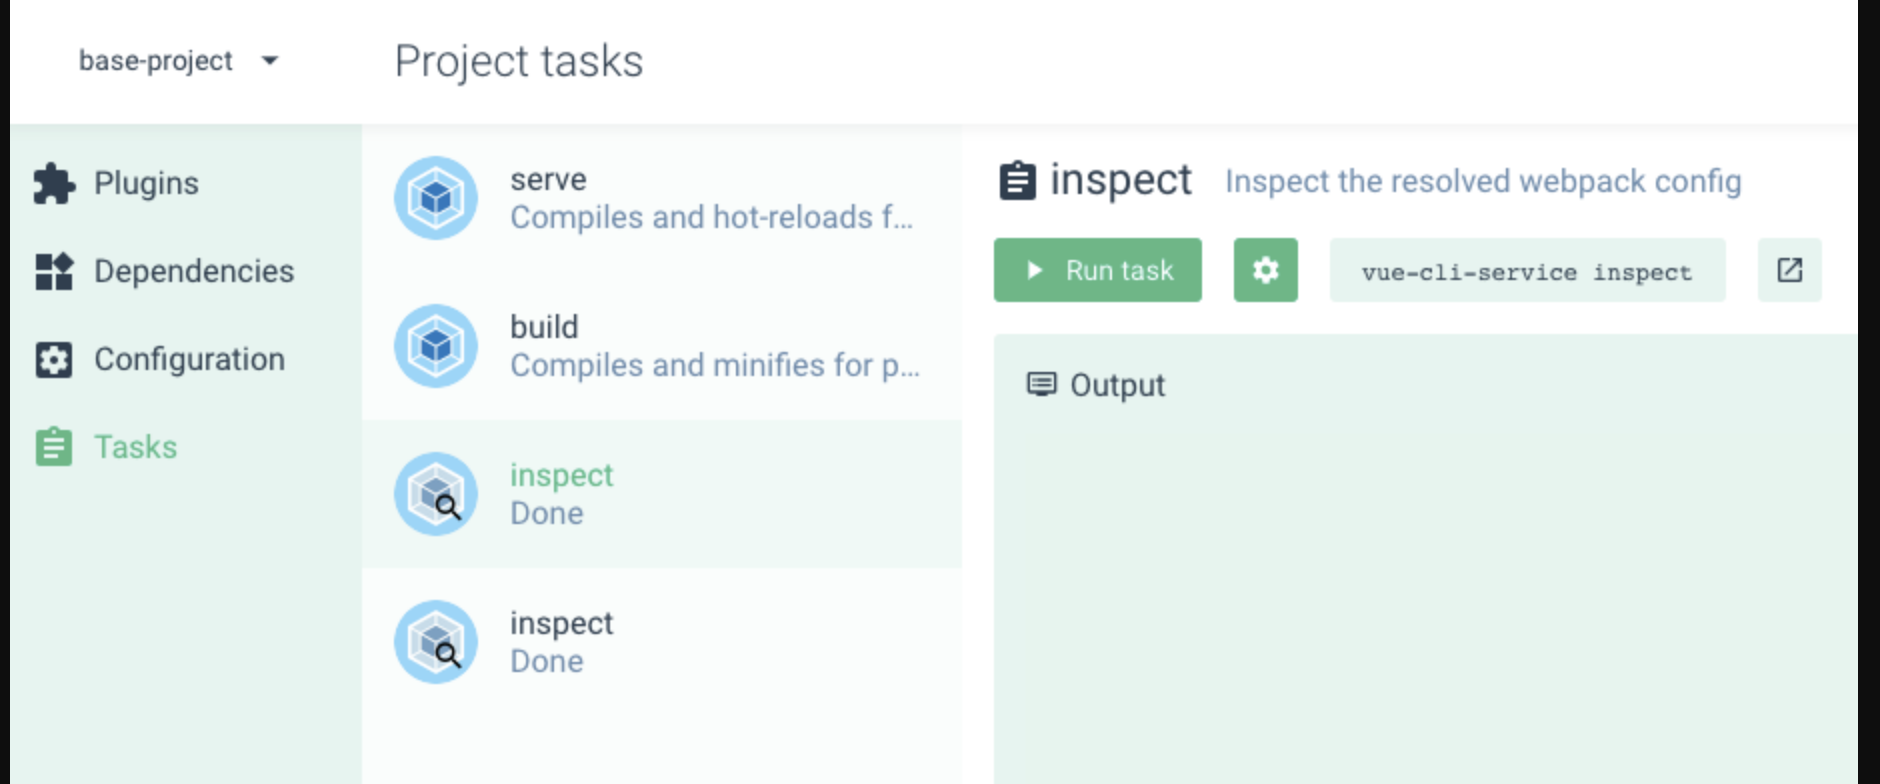 base-project
Project tasks
Plugins
Dependencies
Configuration
Tasks
serve
Compiles and hot-reloads f...
build
Compiles and minifies for p...
inspect
Done
inspect
Done
inspect Inspect the resolved webpack config
Run task vue-cli-service inspect
Output